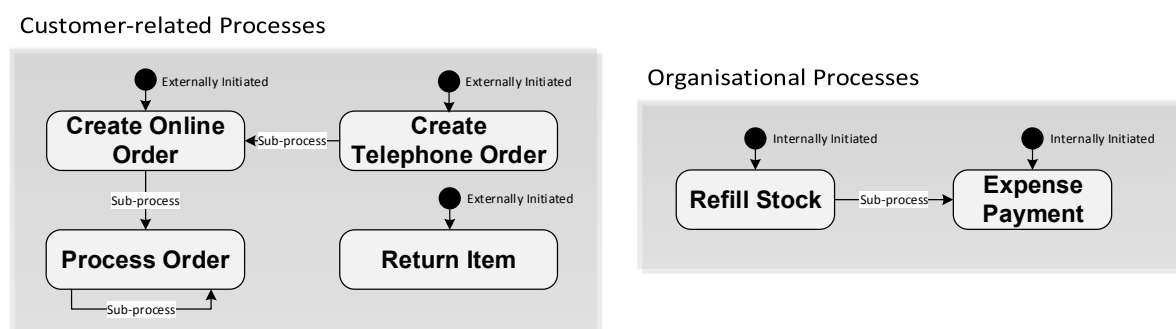 Customer-related Processes
Externally Initiated
Externally Initiated
Create Online
Order
Sub-process
Create
Telephone Order
Sub-process
Externally Initiated
Process Order
Return Item
Sub-process
Organisational Processes
Internally Initiated
Internally Initiated
Refill Stock
Sub-process
Expense
Payment